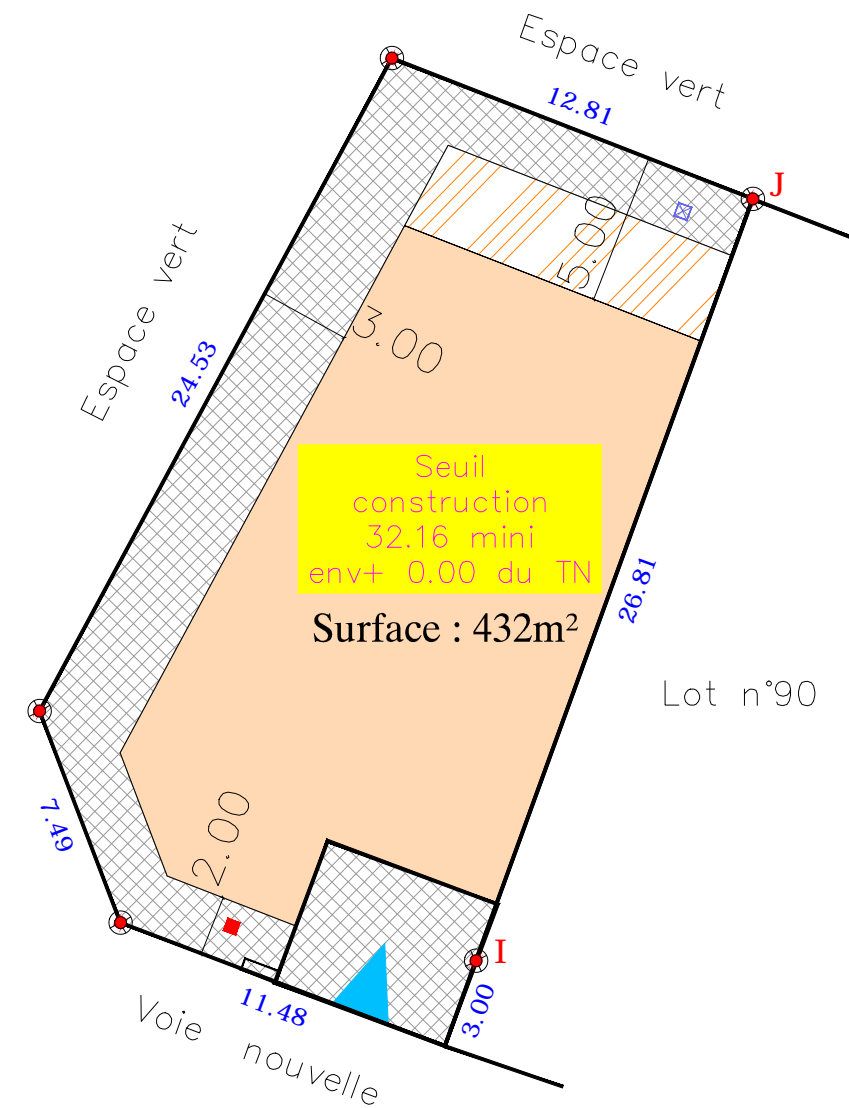 Espace vert
12.81
J
5.00
Espace vert
3.00
24.53
Seuil
construction
32.16 mini
env+ 0.00 du TN
26.81
Surface : 432m²
Lot n°90
7.49
2.00
I
3.00
11.48
Voie nouvelle